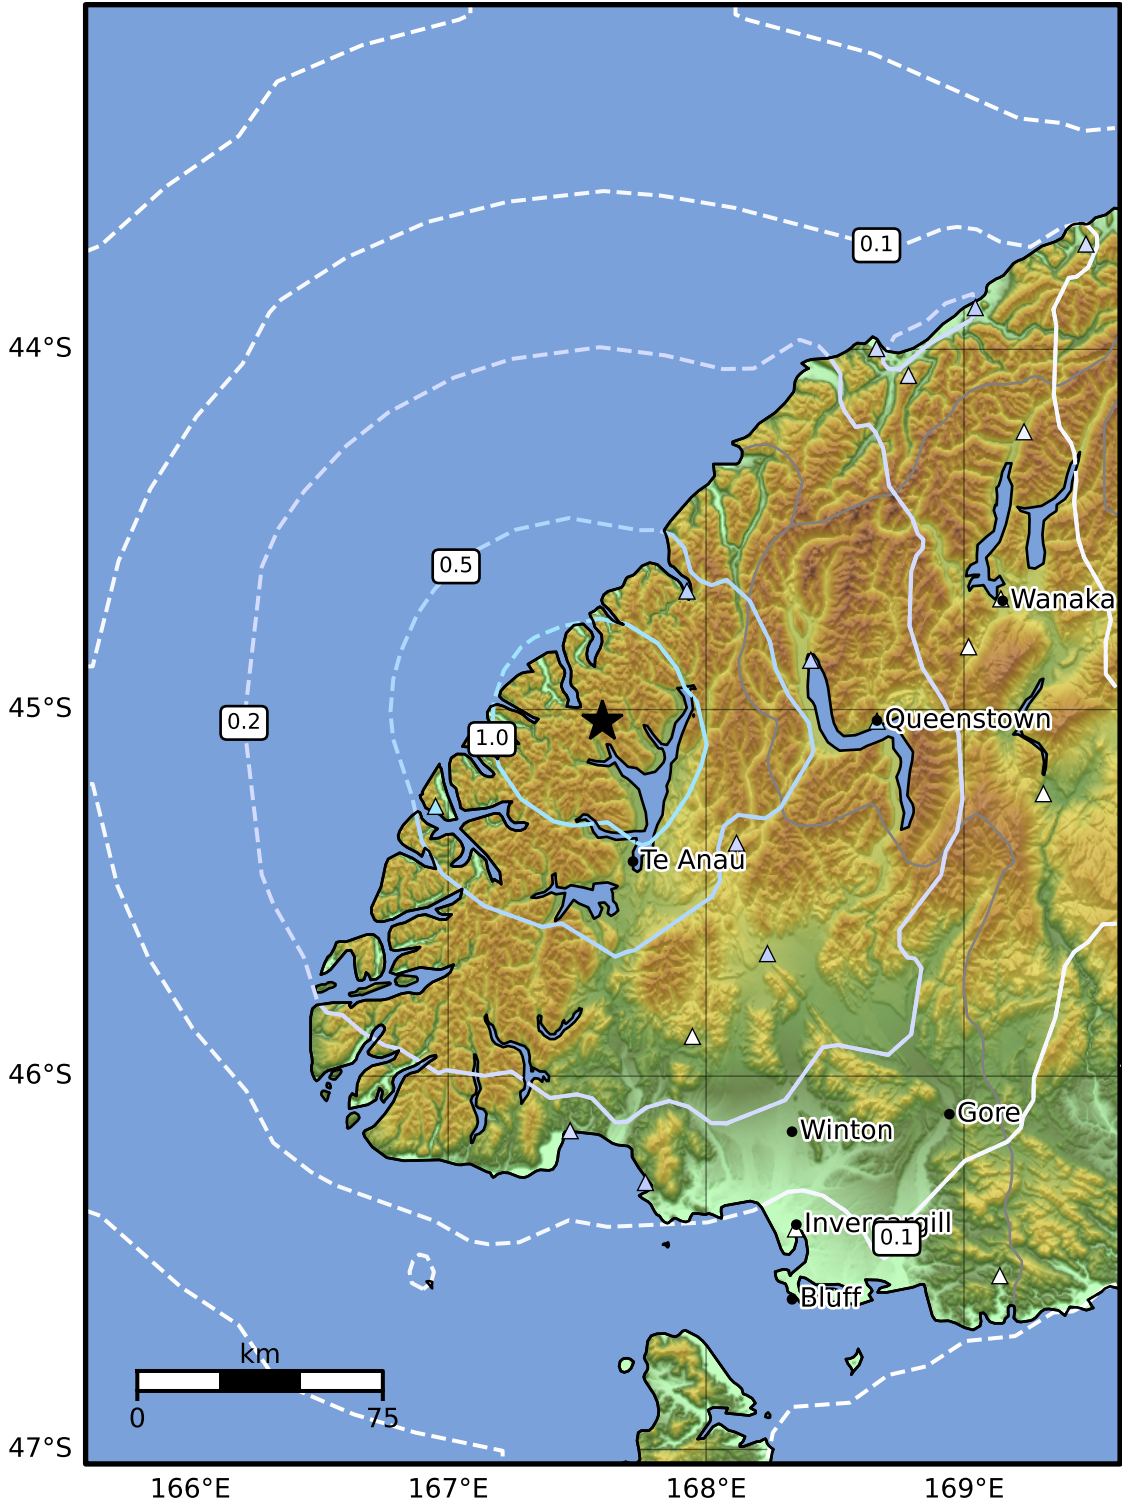 0.1
44°S
0.5
Wanaka
45°S
0.2
Queenstown
1.0
Te Anau
46°S
Gore
Winton
Invercargill
0.1
Bluff
km
0
75
47°S
166°E
167°E
168°E
169°E